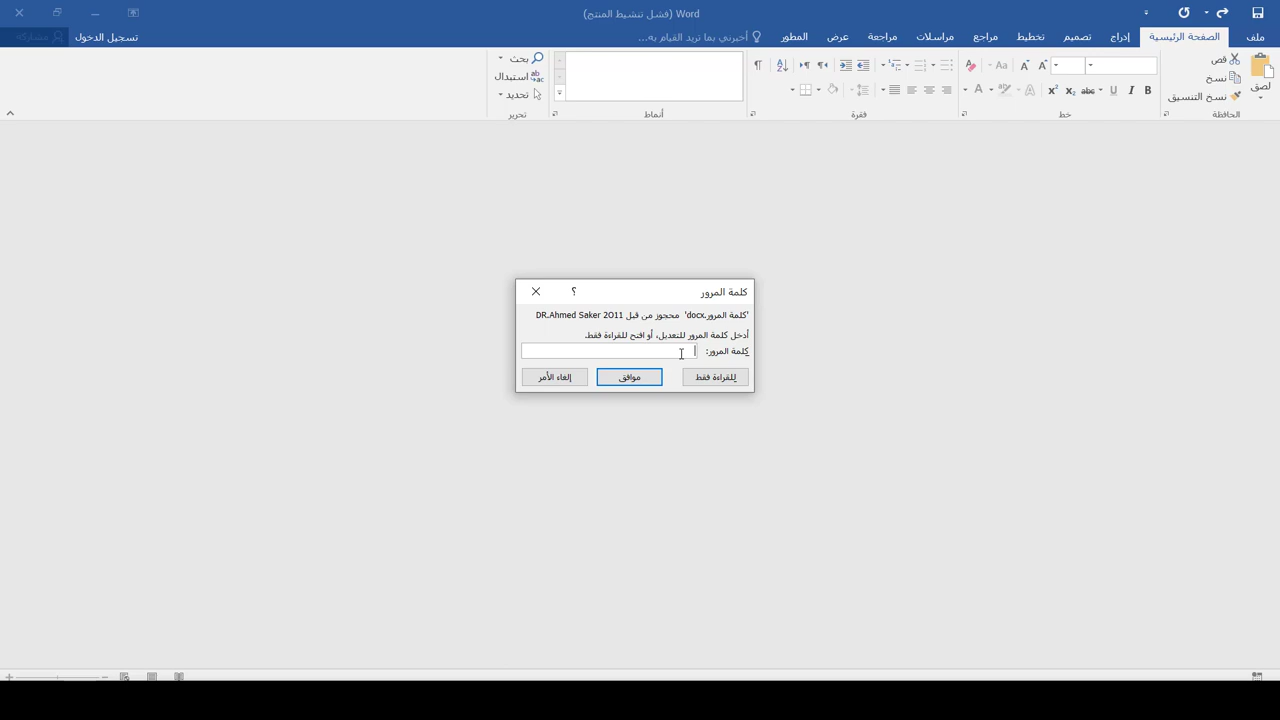 Word (فشل تنشيط المنتج)
ملف الصفحة الرئيسية إدراج تصميم تخطيط مراجع مراسلات مراجعة عرض المطور أخبرني بما تريد القيام به... تسجيل الدخول مشاركة
لصق
قص
نسخ
نسخ التنسيق
الحافظة
خط
فقرة
أنماط
بحث
استبدال
تحديد
تحرير
كلمة المرور
'كلمة المرور.docx' محجوز من قبل DR.Ahmed Saker 2011
أدخل كلمة المرور للتعديل، أو افتح للقراءة فقط.
كلمة المرور:
للقراءة فقط موافق إلغاء الأمر